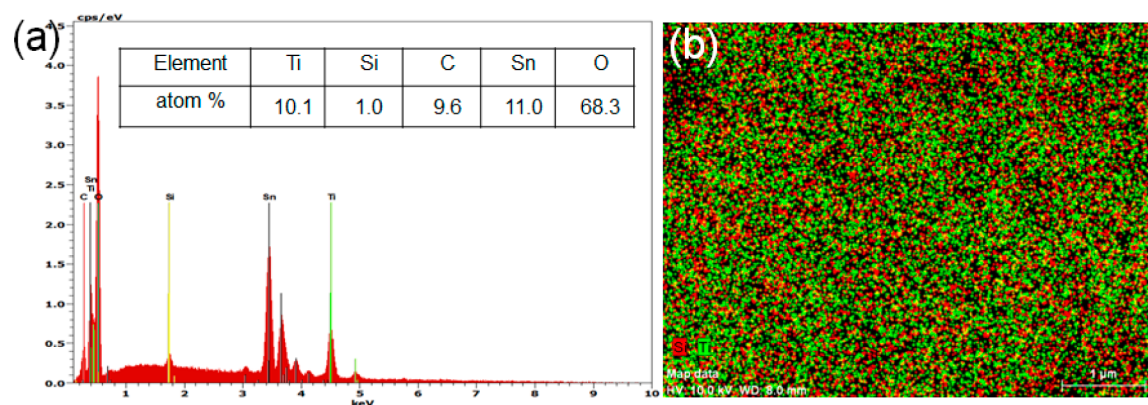 (a)
cps/eV
4.5
4.0
3.5
3.0
2.5
2.0
1.5
1.0
0.5
0.0
Element Ti Si C Sn O
atom % 10.1 1.0 9.6 11.0 68.3
Sn
Ti
C O Si Sn Ti
1 2 3 4 5 6 7 8 9 10
keV
(b)
Si Ti
Map data
HV: 10.0 kV WD: 8.0 mm
1 µm